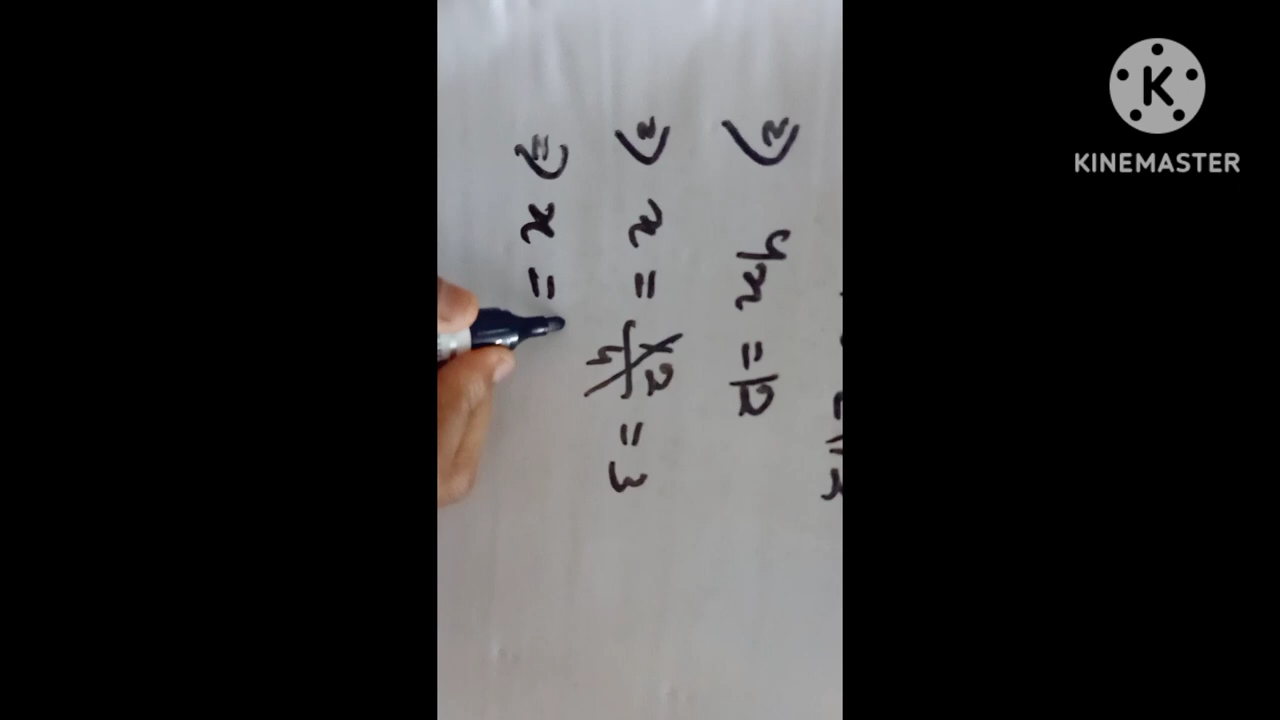 ⇒ 4x = 12
⇒ x = 12/4 = 3
⇒ x =
KINEMASTER